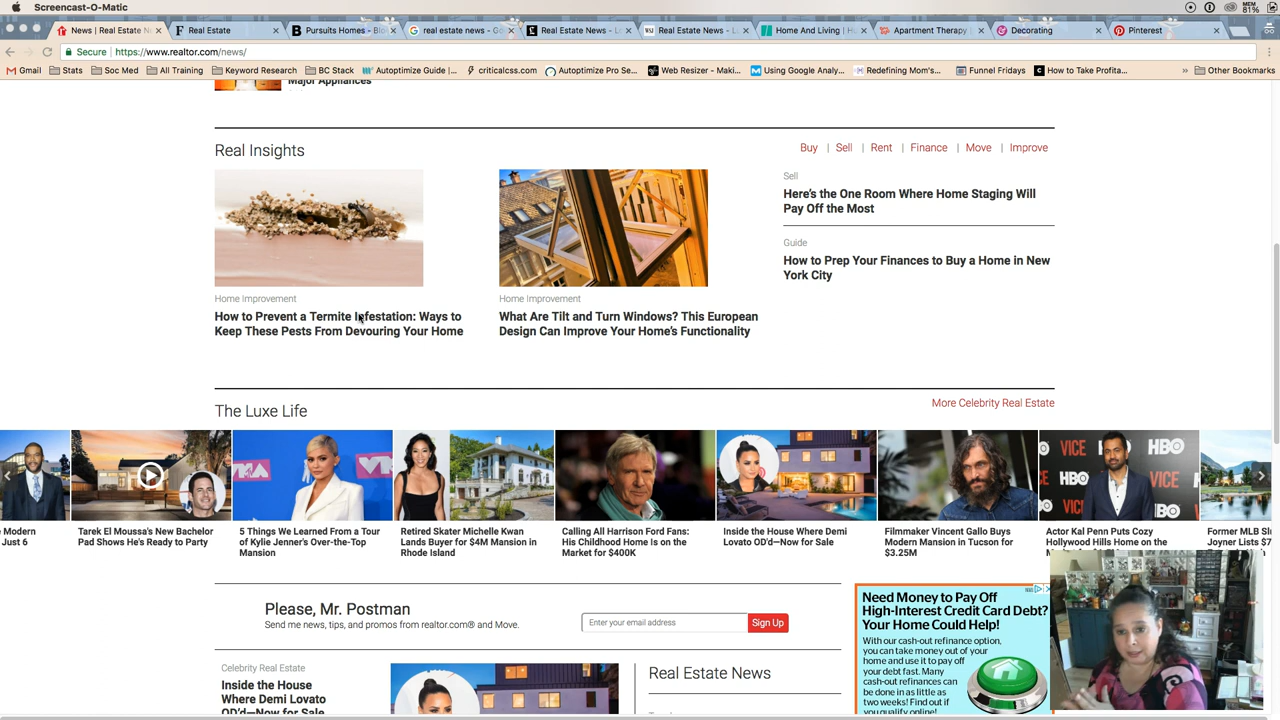 Screencast-O-Matic
MEM
81%
News | Real Estate N
Real Estate
Pursuits Homes - Blo
real estate news - Go
Real Estate News - Lo
Real Estate News - L
Home And Living | H
Apartment Therapy
Decorating
Pinterest
Secure
https://www.realtor.com/news/
Gmail
Stats
Soc Med
All Training
Keyword Research
BC Stack
Autoptimize Guide |...
criticalcss.com
Autoptimize Pro Se...
Web Resizer - Maki...
Using Google Analy...
Redefining Mom's...
Funnel Fridays
How to Take Profita...
Other Bookmarks
Major Appliances
Real Insights
Buy | Sell | Rent | Finance | Move | Improve
Home Improvement
How to Prevent a Termite Infestation: Ways to
Keep These Pests From Devouring Your Home
Home Improvement
What Are Tilt and Turn Windows? This European
Design Can Improve Your Home's Functionality
Sell
Here's the One Room Where Home Staging Will
Pay Off the Most
Guide
How to Prep Your Finances to Buy a Home in New
York City
The Luxe Life
More Celebrity Real Estate
VICE
HBO
HBO
VICE
HBO
Modern
Just 6
Tarek El Moussa's New Bachelor
Pad Shows He's Ready to Party
5 Things We Learned From a Tour
of Kylie Jenner's Over-the-Top
Mansion
Retired Skater Michelle Kwan
Lands Buyer for $4M Mansion in
Rhode Island
Calling All Harrison Ford Fans:
His Childhood Home Is on the
Market for $400K
Inside the House Where Demi
Lovato OD'd—Now for Sale
Filmmaker Vincent Gallo Buys
Modern Mansion in Tucson for
$3.25M
Actor Kal Penn Puts Cozy
Hollywood Hills Home on the
Former MLB
Joyner Lists $7
Please, Mr. Postman
Send me news, tips, and promos from realtor.com® and Move.
Enter your email address
Sign Up
Need Money to Pay Off
High-Interest Credit Card Debt?
Your Home Could Help!
With our cash-out refinance option,
you can take money out of your
home and use it to pay off
your debt fast. Many
cash-out refinances can
be done in as little as
two weeks! Find out if
you qualify online!
Celebrity Real Estate
Inside the House
Where Demi Lovato
OD'd—Now for Sale
Real Estate News